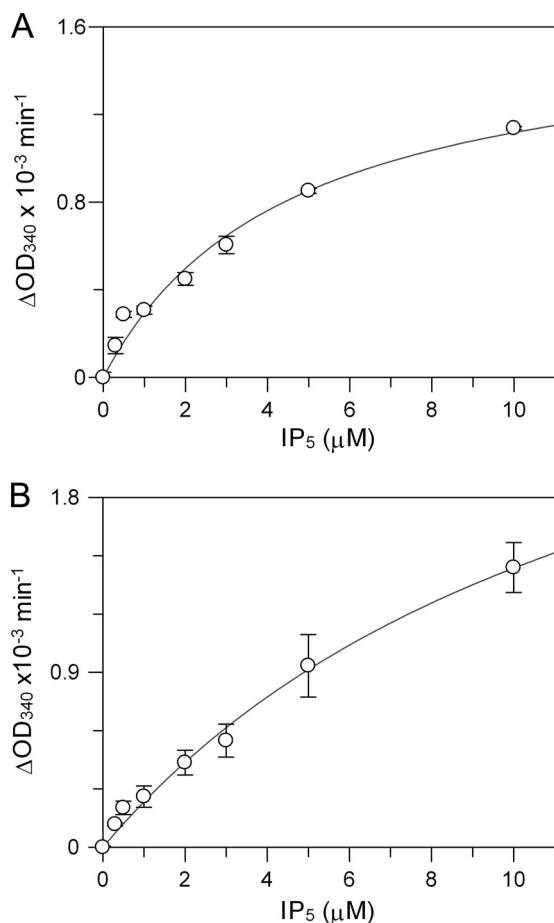 A
1.6
0.8
0
ΔOD₃₄₀ x 10⁻³ min⁻¹
0 2 4 6 8 10
IP₅ (μM)
B
1.8
0.9
0
ΔOD₃₄₀ x10⁻³ min⁻¹
0 2 4 6 8 10
IP₅ (μM)